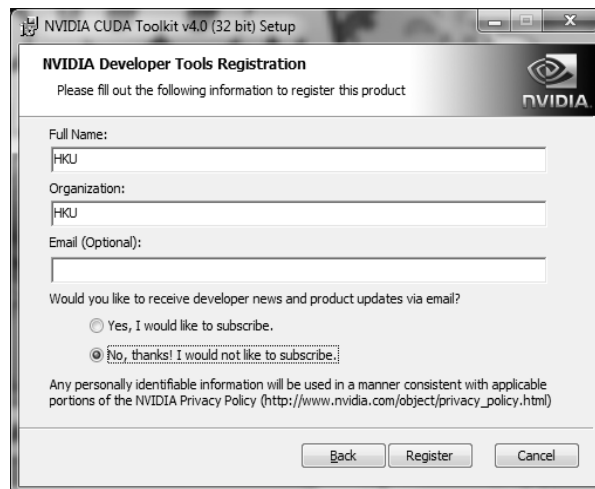 NVIDIA CUDA Toolkit v4.0 (32 bit) Setup
NVIDIA Developer Tools Registration
Please fill out the following information to register this product
NVIDIA
Full Name:
HKU
Organization:
HKU
Email (Optional):
Would you like to receive developer news and product updates via email?
Yes, I would like to subscribe.
No, thanks! I would not like to subscribe.
Any personally identifiable information will be used in a manner consistent with applicable
portions of the NVIDIA Privacy Policy (http://www.nvidia.com/object/privacy_policy.html)
Back Register Cancel